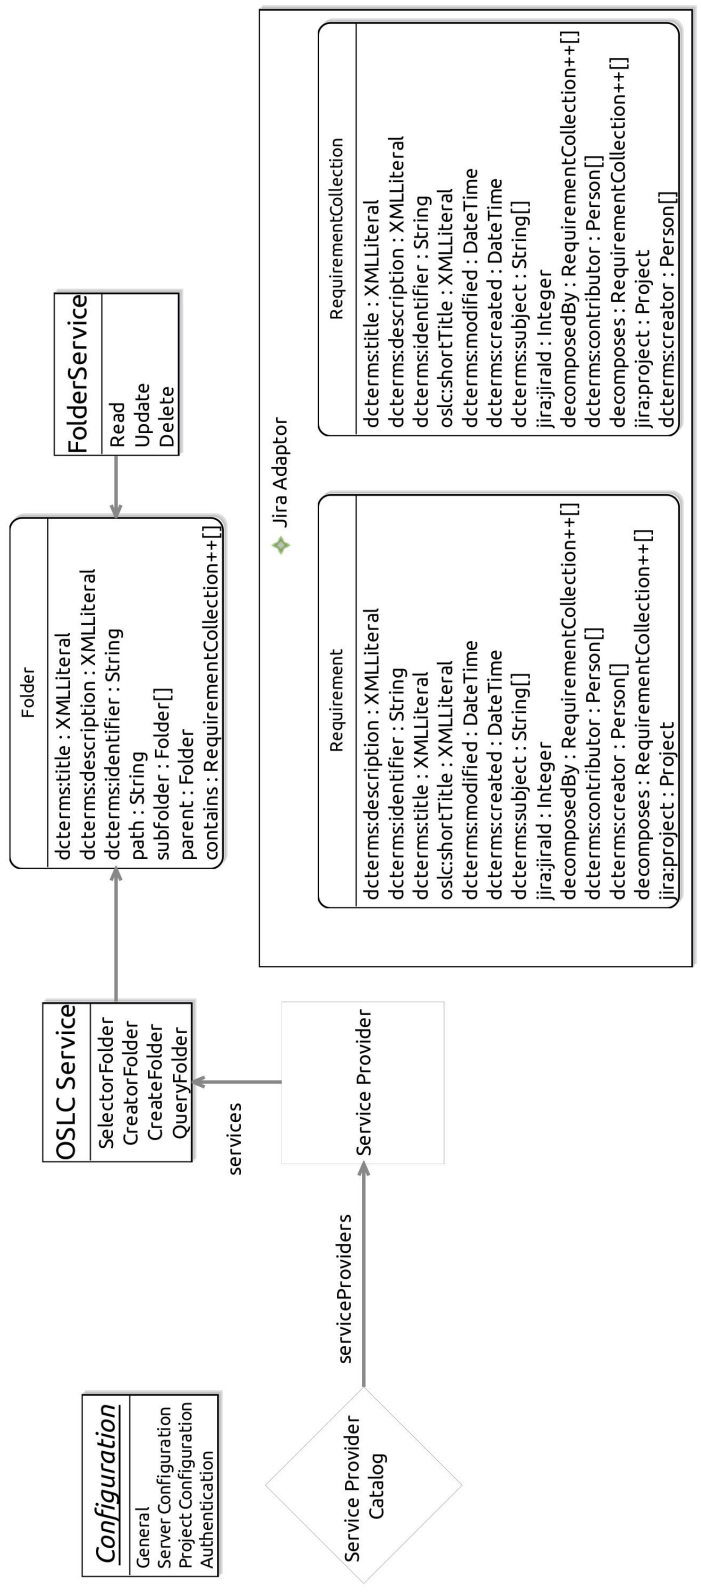 Configuration
General
Server Configuration
Project Configuration
Authentication
Service Provider
Catalog
serviceProviders
Service Provider
services
OSLC Service
SelectorFolder
CreatorFolder
CreateFolder
QueryFolder
Folder
dcterms:title : XMLLiteral
dcterms:description : XMLLiteral
dcterms:identifier : String
path : String
subfolder : Folder[]
parent : Folder
contains : RequirementCollection++[]
FolderService
Read
Update
Delete
Jira Adaptor
Requirement
dcterms:description : XMLLiteral
dcterms:identifier : String
dcterms:title : XMLLiteral
oslc:shortTitle : XMLLiteral
dcterms:modified : DateTime
dcterms:created : DateTime
dcterms:subject : String[]
jira:jiraId : Integer
decomposedBy : RequirementCollection++[]
dcterms:contributor : Person[]
dcterms:creator : Person[]
decomposes : RequirementCollection++[]
jira:project : Project
RequirementCollection
dcterms:title : XMLLiteral
dcterms:description : XMLLiteral
dcterms:identifier : String
oslc:shortTitle : XMLLiteral
dcterms:modified : DateTime
dcterms:created : DateTime
dcterms:subject : String[]
jira:jiraId : Integer
decomposedBy : RequirementCollection++[]
dcterms:contributor : Person[]
decomposes : RequirementCollection++[]
jira:project : Project
dcterms:creator : Person[]